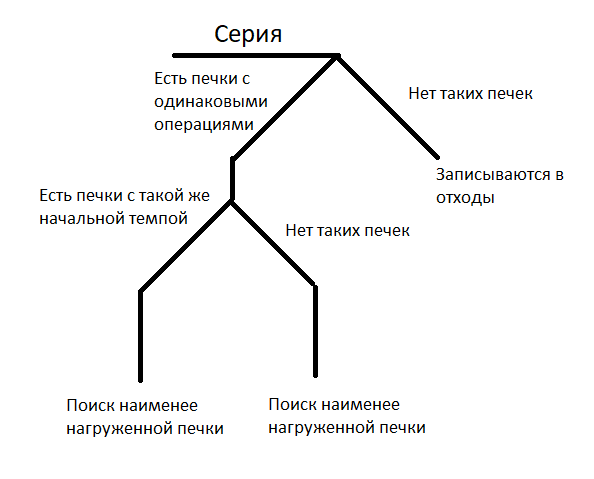 Серия
Есть печки с
одинаковыми
операциями
Нет таких печек
Записываются в
отходы
Есть печки с такой же
начальной темпой
Нет таких печек
Поиск наименее
нагруженной печки
Поиск наименее
нагруженной печки